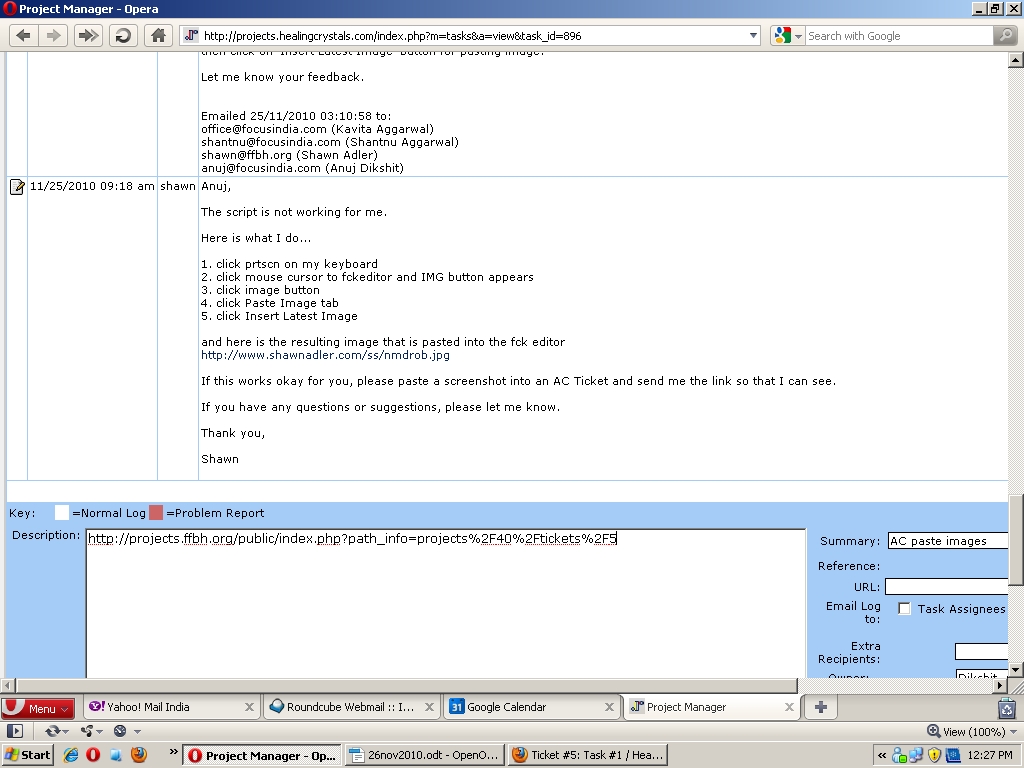 Project Manager - Opera
http://projects.healingcrystals.com/index.php?m=tasks&a=view&task_id=896
Search with Google
then click on 'Insert Latest Image' button for pasting image.
Let me know your feedback.
Emailed 25/11/2010 03:10:58 to:
office@focusindia.com (Kavita Aggarwal)
shantnu@focusindia.com (Shantnu Aggarwal)
shawn@ffbh.org (Shawn Adler)
anuj@focusindia.com (Anuj Dikshit)
11/25/2010 09:18 am shawn Anuj,
The script is not working for me.
Here is what I do...
1. click prtscn on my keyboard
2. click mouse cursor to fckeditor and IMG button appears
3. click image button
4. click Paste Image tab
5. click Insert Latest Image
and here is the resulting image that is pasted into the fck editor
http://www.shawnadler.com/ss/nmdrob.jpg
If this works okay for you, please paste a screenshot into an AC Ticket and send me the link so that I can see.
If you have any questions or suggestions, please let me know.
Thank you,
Shawn
Key: =Normal Log =Problem Report
Description: http://projects.ffbh.org/public/index.php?path_info=projects%2F40%2Ftickets%2F5
Summary: AC paste images
Reference:
URL:
Email Log to: Task Assignees
Extra Recipients:
Owner: Dikshit
Menu Yahoo! Mail India Roundcube Webmail :: I... Google Calendar Project Manager
View (100%)
Start Project Manager - Op... 26nov2010.odt - OpenO... Ticket #5: Task #1 / Hea... 12:27 PM